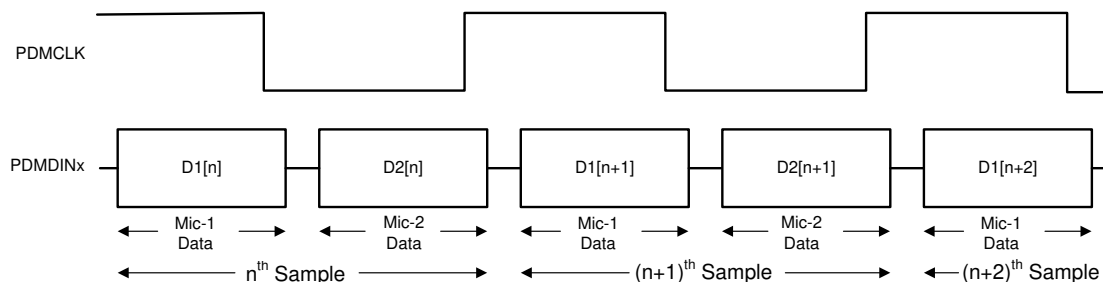 PDMCLK
PDMDINx
D1[n]
D2[n]
D1[n+1]
D2[n+1]
D1[n+2]
Mic-1
Data
Mic-2
Data
Mic-1
Data
Mic-2
Data
Mic-1
Data
nth Sample
(n+1)th Sample
(n+2)th Sample